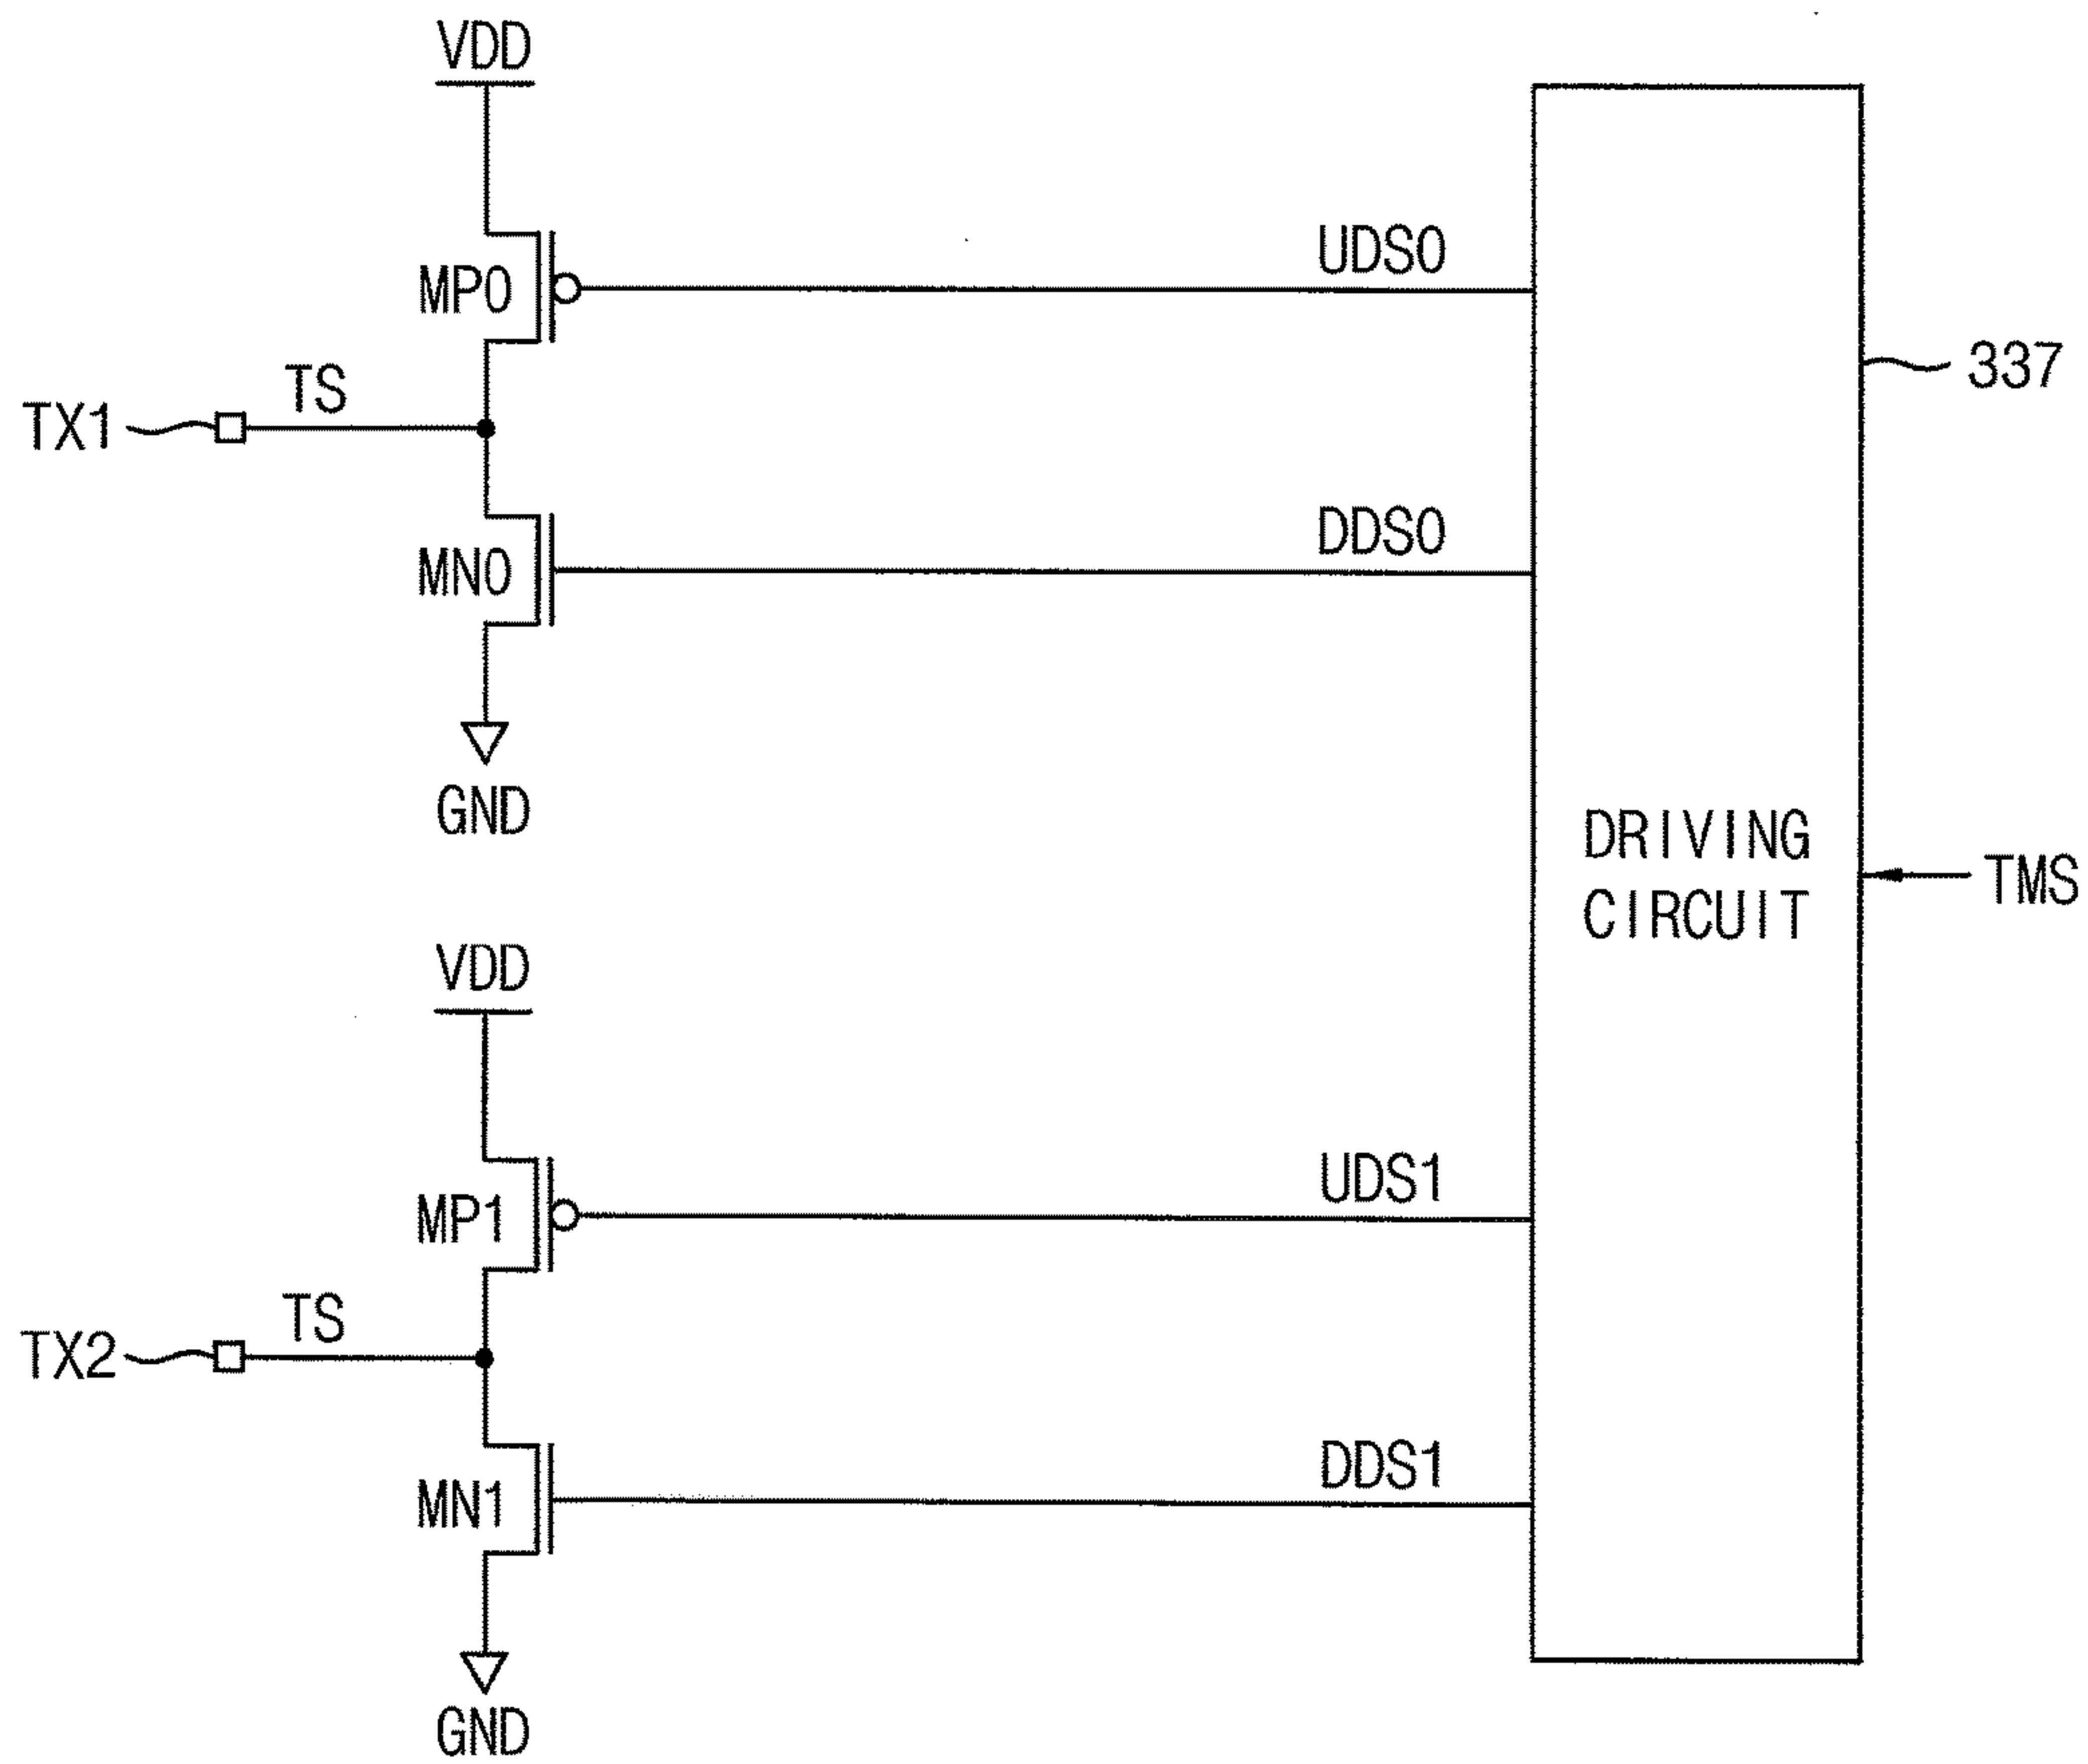 VDD
UDS0
MP0
337
TS
TX1
DDS0
MN0
GND
DRIVING
CIRCUIT
TMS
VDD
UDS1
MP1
TS
TX2
DDS1
MN1
GND